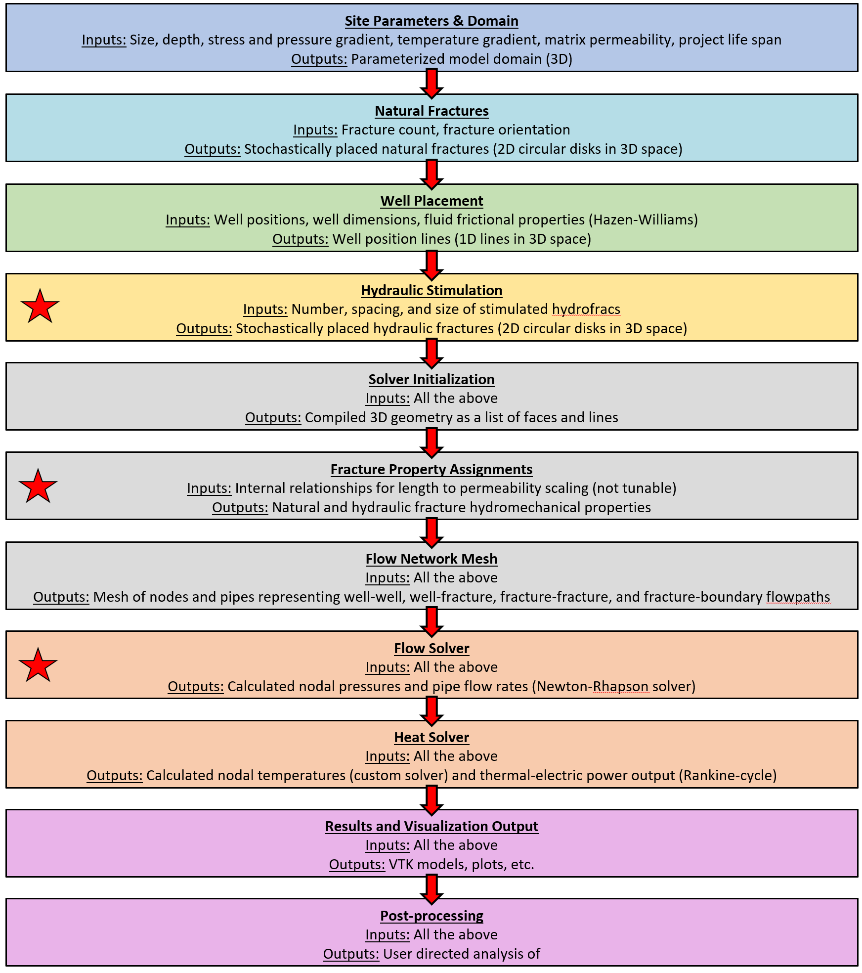 Site Parameters & Domain
Inputs: Size, depth, stress and pressure gradient, temperature gradient, matrix permeability, project life span
Outputs: Parameterized model domain (3D)
Natural Fractures
Inputs: Fracture count, fracture orientation
Outputs: Stochastically placed natural fractures (2D circular disks in 3D space)
Well Placement
Inputs: Well positions, well dimensions, fluid frictional properties (Hazen-Williams)
Outputs: Well position lines (1D lines in 3D space)
Hydraulic Stimulation
Inputs: Number, spacing, and size of stimulated hydrofracs
Outputs: Stochastically placed hydraulic fractures (2D circular disks in 3D space)
Solver Initialization
Inputs: All the above
Outputs: Compiled 3D geometry as a list of faces and lines
Fracture Property Assignments
Inputs: Internal relationships for length to permeability scaling (not tunable)
Outputs: Natural and hydraulic fracture hydromechanical properties
Flow Network Mesh
Inputs: All the above
Outputs: Mesh of nodes and pipes representing well-well, well-fracture, fracture-fracture, and fracture-boundary flowpaths
Flow Solver
Inputs: All the above
Outputs: Calculated nodal pressures and pipe flow rates (Newton-Rhapson solver)
Heat Solver
Inputs: All the above
Outputs: Calculated nodal temperatures (custom solver) and thermal-electric power output (Rankine-cycle)
Results and Visualization Output
Inputs: All the above
Outputs: VTK models, plots, etc.
Post-processing
Inputs: All the above
Outputs: User directed analysis of